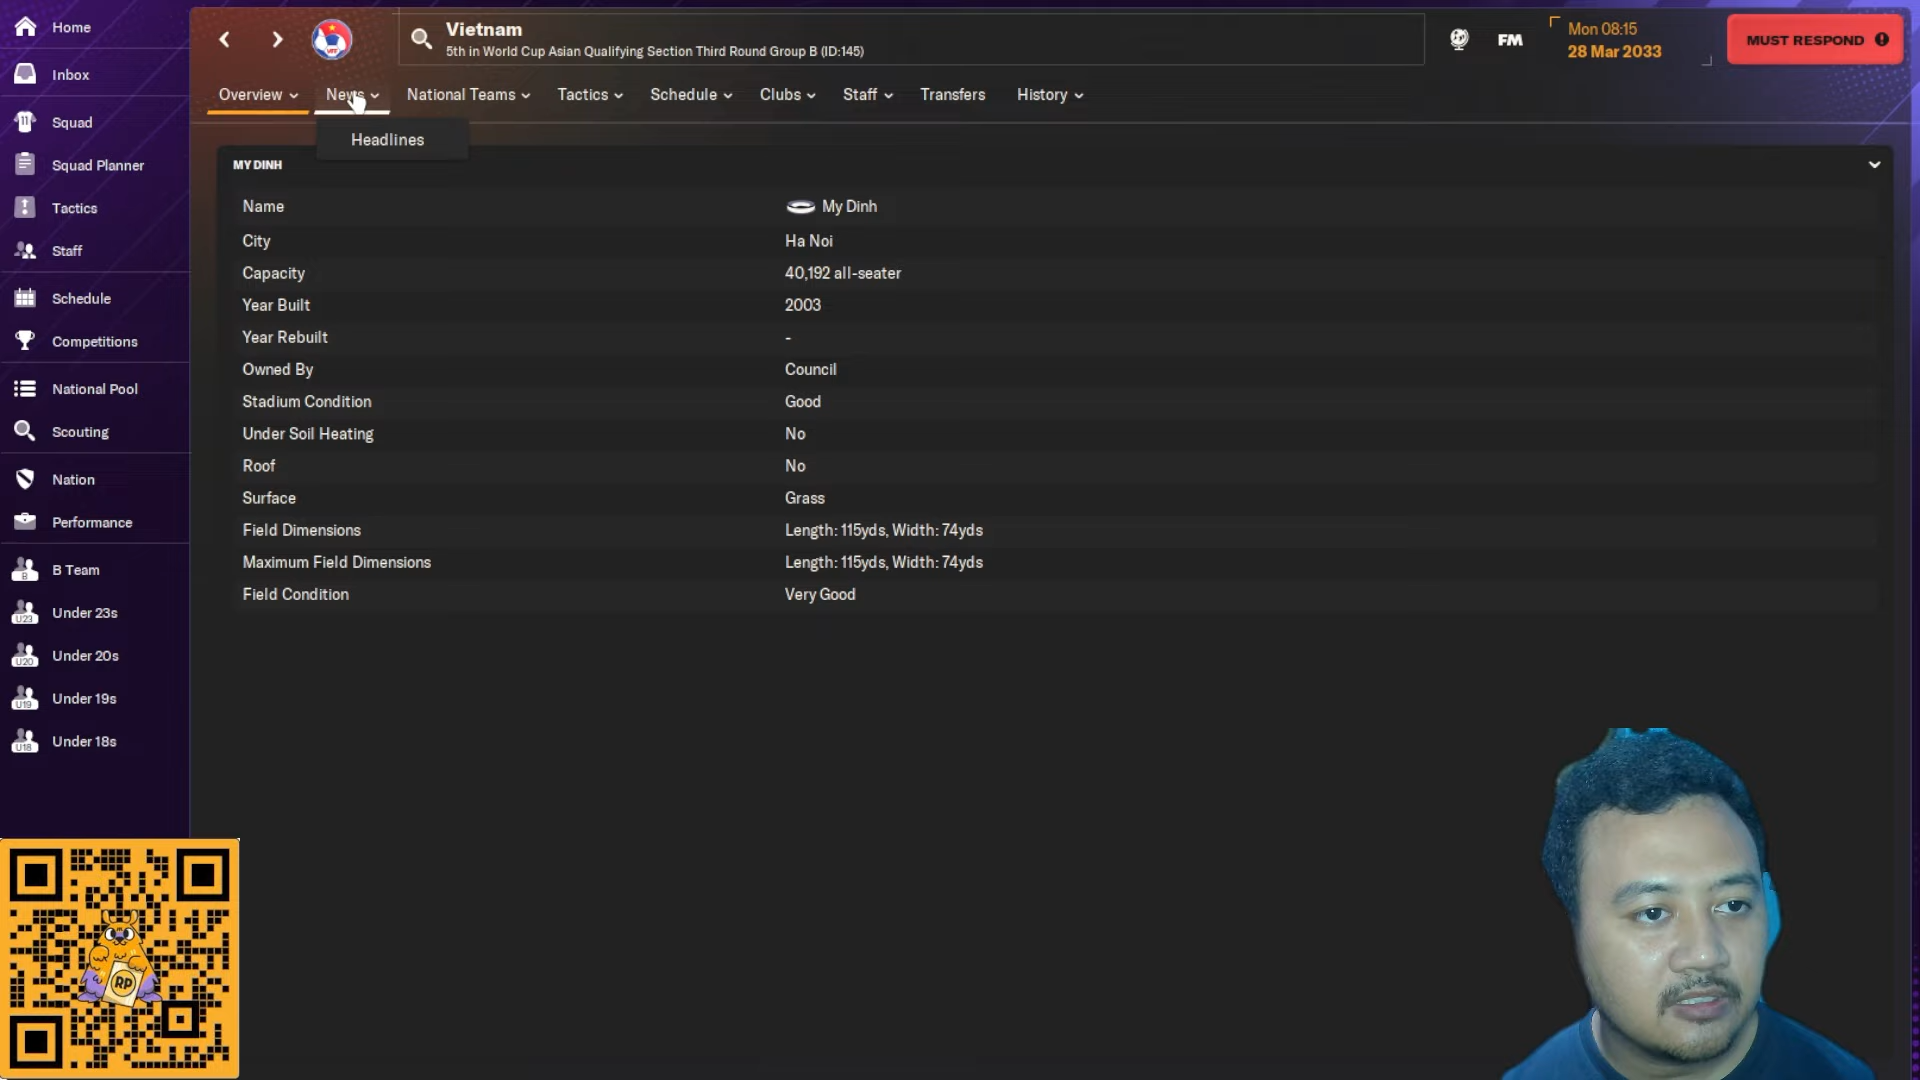 Home
Inbox
Squad
Squad Planner
Tactics
Staff
Schedule
Competitions
National Pool
Scouting
Nation
Performance
B
B Team
U23
Under 23s
U20
Under 20s
U19
Under 19s
U18
Under 18s
Vietnam
5th in World Cup Asian Qualifying Section Third Round Group B (ID:145)
FM
Mon 08:15
28 Mar 2033
MUST RESPOND
Overview
News
National Teams
Tactics
Schedule
Clubs
Staff
Transfers
History
Headlines
MY DINH
Name My Dinh
City Ha Noi
Capacity 40,192 all-seater
Year Built 2003
Year Rebuilt -
Owned By Council
Stadium Condition Good
Under Soil Heating No
Roof No
Surface Grass
Field Dimensions Length: 115yds, Width: 74yds
Maximum Field Dimensions Length: 115yds, Width: 74yds
Field Condition Very Good
RP